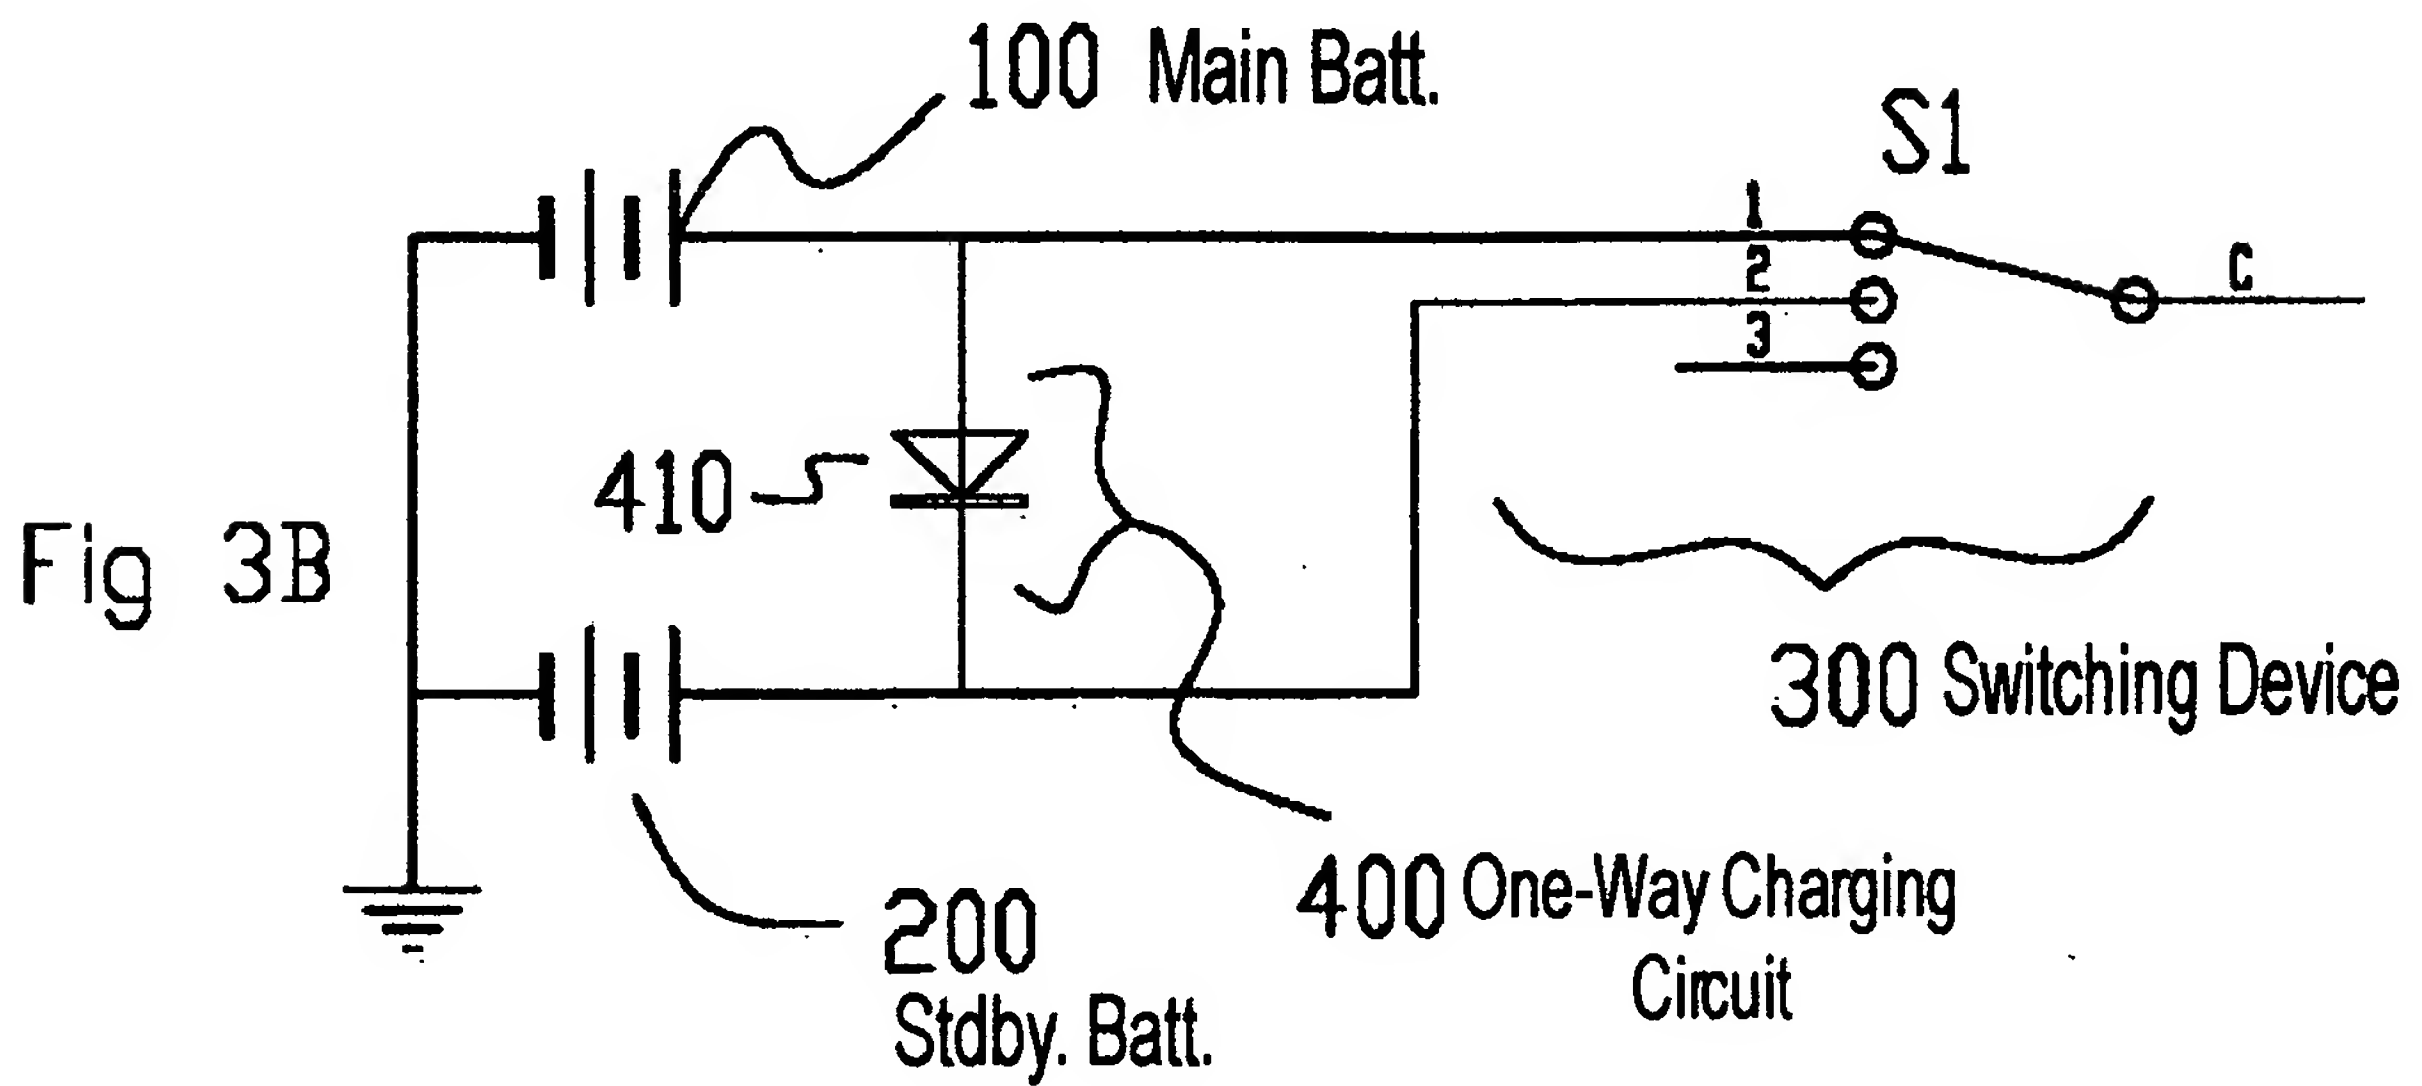 100 Main Batt.
S1
1
2
C
3
410
Fig 3B
300 Switching Device
400 One-Way Charging
Circuit
200
Stdby. Batt.